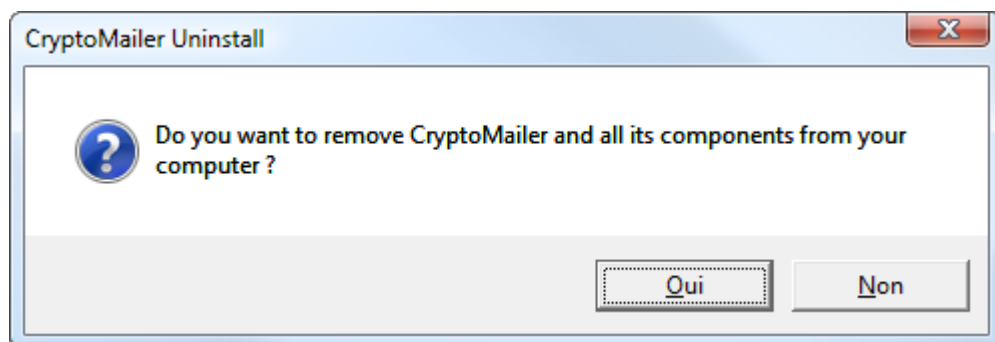 CryptoMailer Uninstall
Do you want to remove CryptoMailer and all its components from your
computer ?
Oui
Non